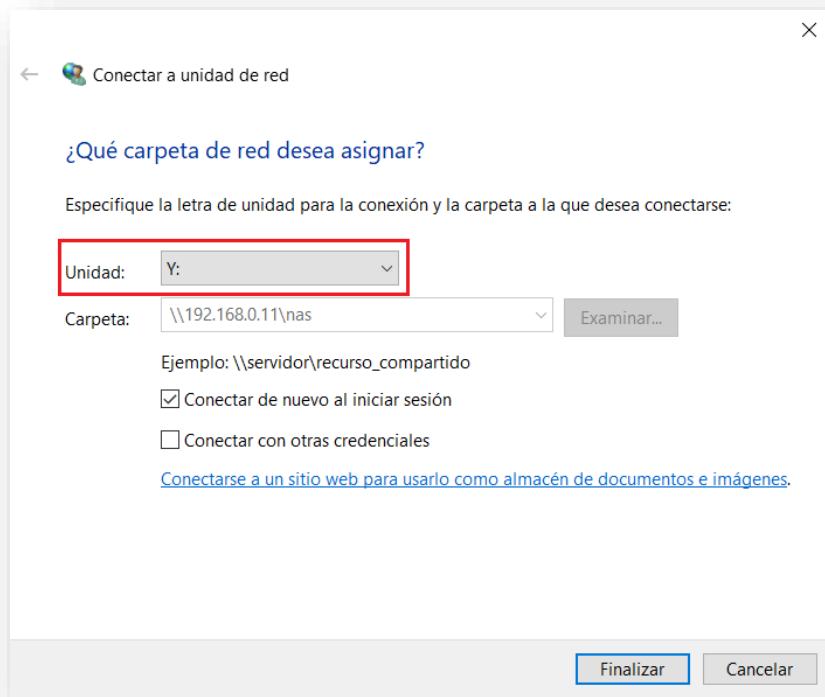 Conectar a unidad de red
¿Qué carpeta de red desea asignar?
Especifique la letra de unidad para la conexión y la carpeta a la que desea conectarse:
Unidad: Y:
Carpeta: \\192.168.0.11\nas Examinar...
Ejemplo: \\servidor\recurso_compartido
Conectar de nuevo al iniciar sesión
Conectar con otras credenciales
Conectarse a un sitio web para usarlo como almacén de documentos e imágenes.
Finalizar Cancelar